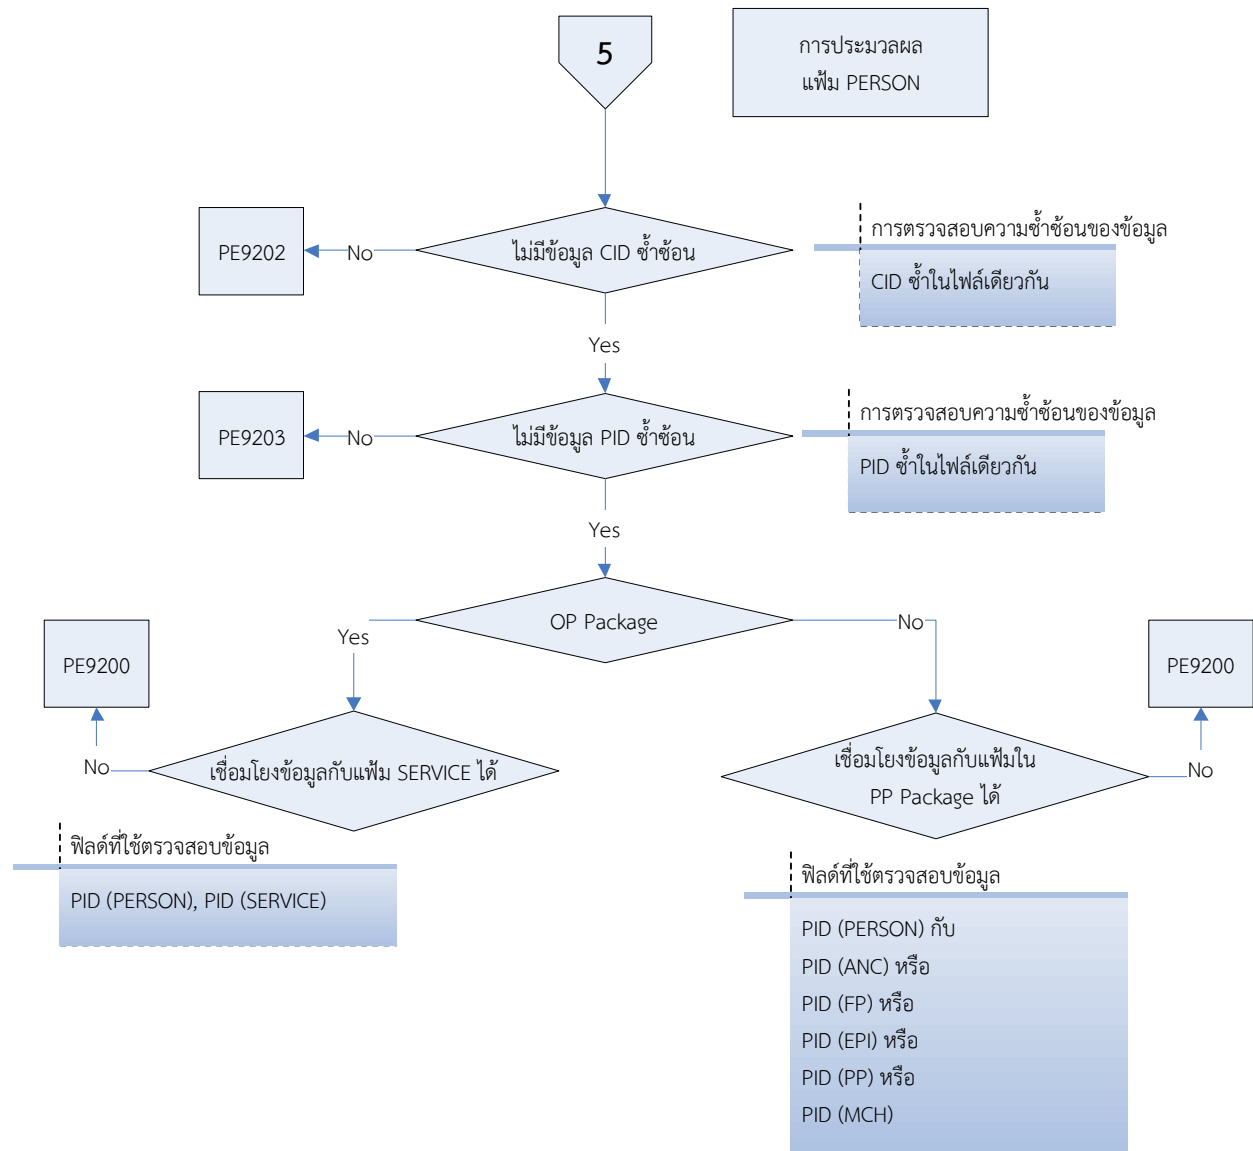 5
การประมวลผล
แฟ้ม PERSON
PE9202
No
ไม่มีข้อมูล CID ซ้ำซ้อน
การตรวจสอบความซ้ำซ้อนของข้อมูล
CID ซ้ำในไฟล์เดียวกัน
Yes
PE9203
No
ไม่มีข้อมูล PID ซ้ำซ้อน
การตรวจสอบความซ้ำซ้อนของข้อมูล
PID ซ้ำในไฟล์เดียวกัน
Yes
OP Package
Yes
No
PE9200
PE9200
No
เชื่อมโยงข้อมูลกับแฟ้ม SERVICE ได้
เชื่อมโยงข้อมูลกับแฟ้มใน
PP Package ได้
No
ฟิลด์ที่ใช้ตรวจสอบข้อมูล
PID (PERSON), PID (SERVICE)
ฟิลด์ที่ใช้ตรวจสอบข้อมูล
PID (PERSON) กับ
PID (ANC) หรือ
PID (FP) หรือ
PID (EPI) หรือ
PID (PP) หรือ
PID (MCH)